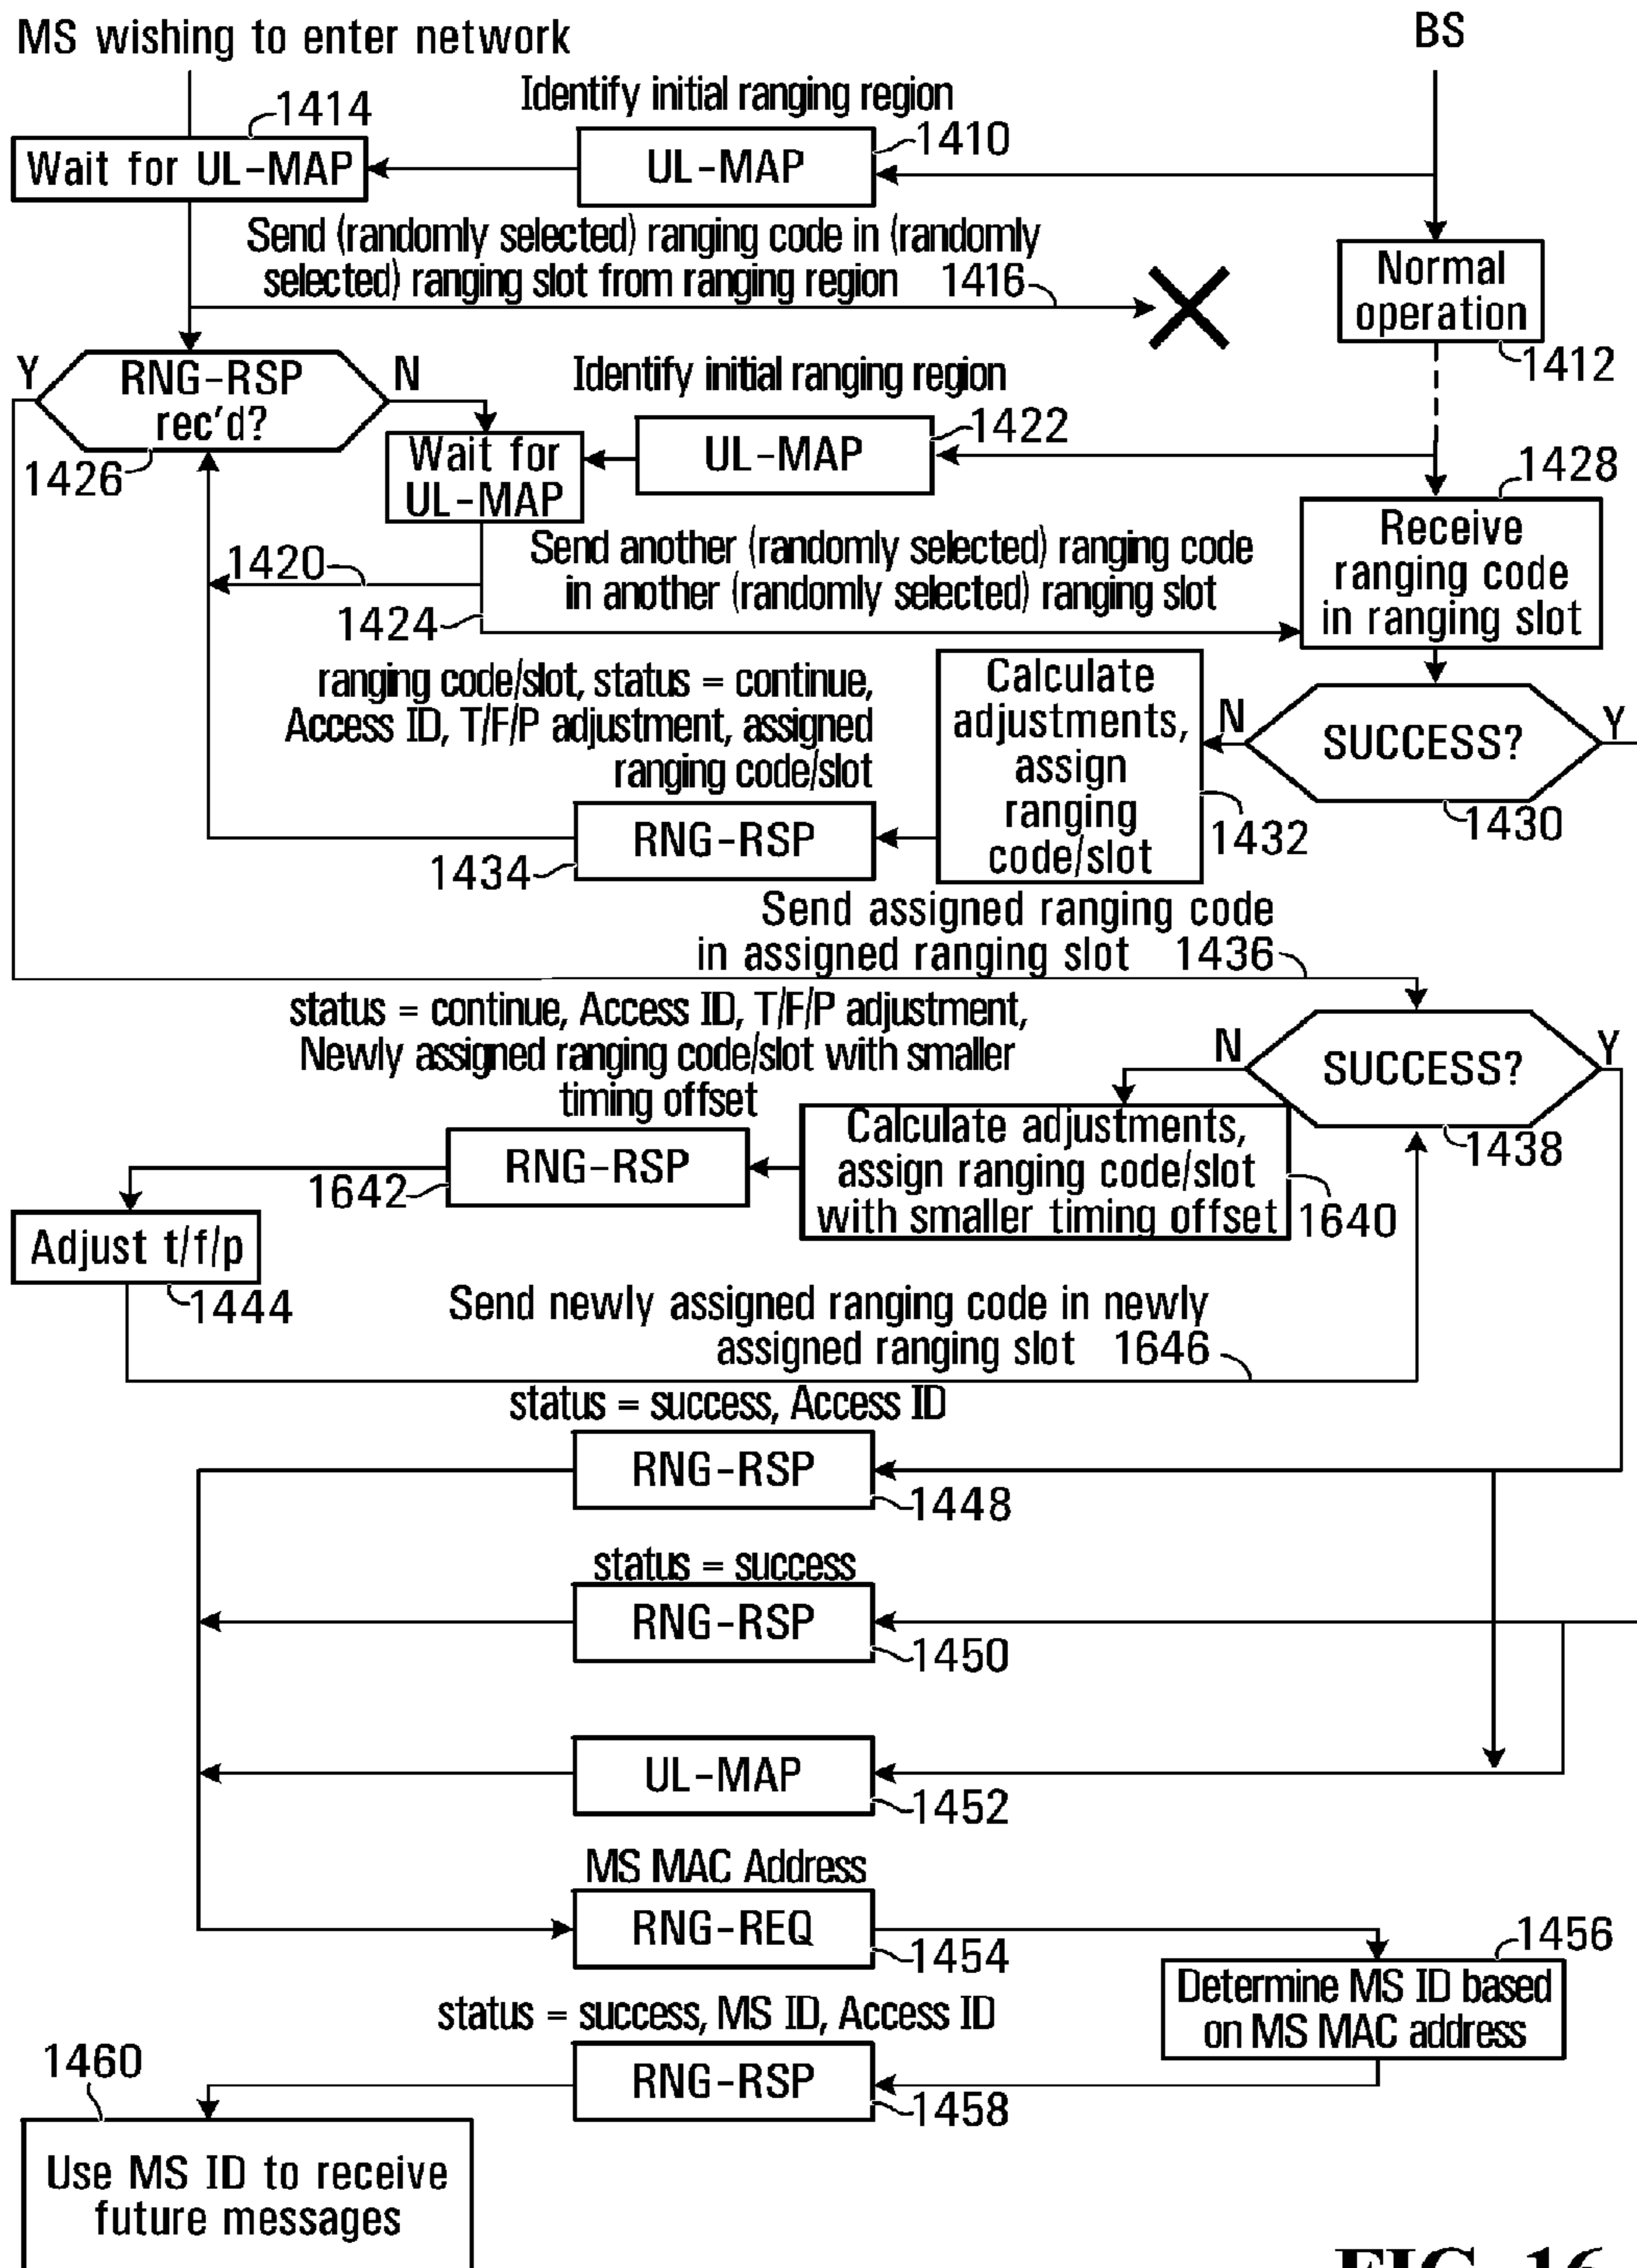 MS wishing to enter network
BS
Identify initial ranging region
1414
1410
Wait for UL-MAP
UL-MAP
Send (randomly selected) ranging code in (randomly
selected) ranging slot from ranging region 1416
Normal
operation
1412
Y
RNG-RSP
rec'd?
N
1426
Identify initial ranging region
1422
Wait for
UL-MAP
UL-MAP
1428
Receive
ranging code
in ranging slot
1420
Send another (randomly selected) ranging code
in another (randomly selected) ranging slot
1424
ranging code/slot, status = continue,
Access ID, T/F/P adjustment, assigned
ranging code/slot
Calculate
adjustments,
assign
ranging
code/slot
1432
N
SUCCESS?
Y
1430
RNG-RSP
1434
Send assigned ranging code
in assigned ranging slot 1436
status = continue, Access ID, T/F/P adjustment,
Newly assigned ranging code/slot with smaller
timing offset
N
SUCCESS?
Y
1438
Calculate adjustments,
assign ranging code/slot
with smaller timing offset
1640
RNG-RSP
1642
Adjust t/f/p
1444
Send newly assigned ranging code in newly
assigned ranging slot 1646
status = success, Access ID
RNG-RSP
1448
status = success
RNG-RSP
1450
UL-MAP
1452
MS MAC Address
RNG-REQ
1454
1456
Determine MS ID based
on MS MAC address
status = success, MS ID, Access ID
RNG-RSP
1458
1460
Use MS ID to receive
future messages
FIG. 16